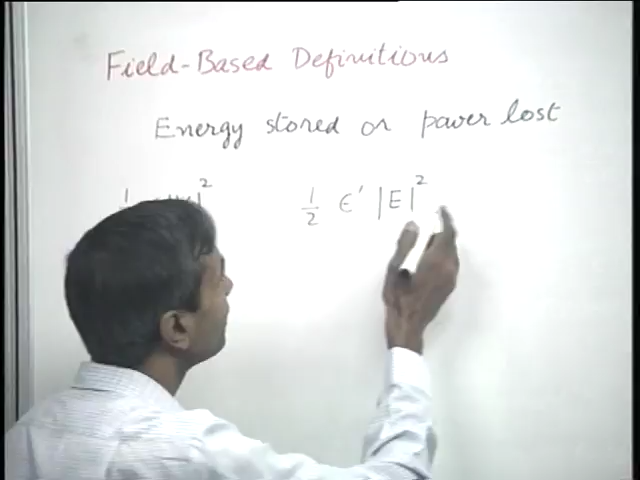 Field-Based Definitions
Energy stored or power lost
1/2 ε' |E|²